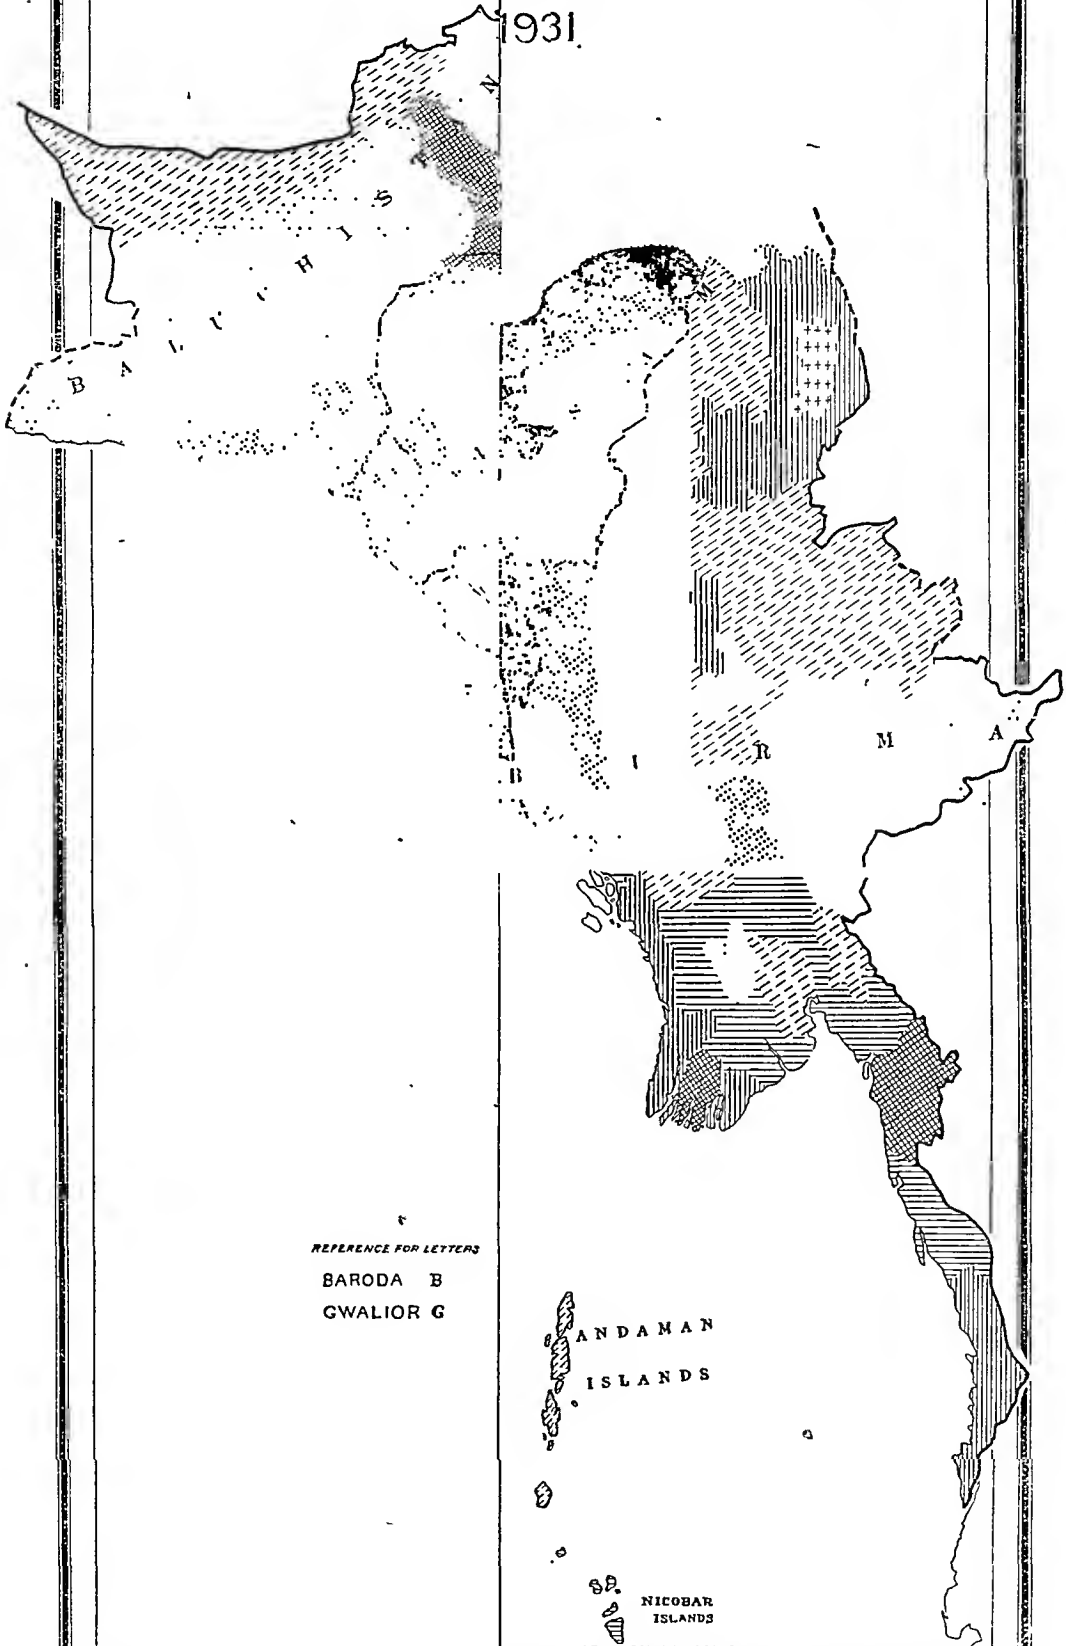 1931.
N
T
S
I
H
C
U
L
A
B
B
I
R
M
A
REFERENCE FOR LETTERS
BARODA B
GWALIOR G
ANDAMAN
ISLANDS
NICOBAR
ISLANDS